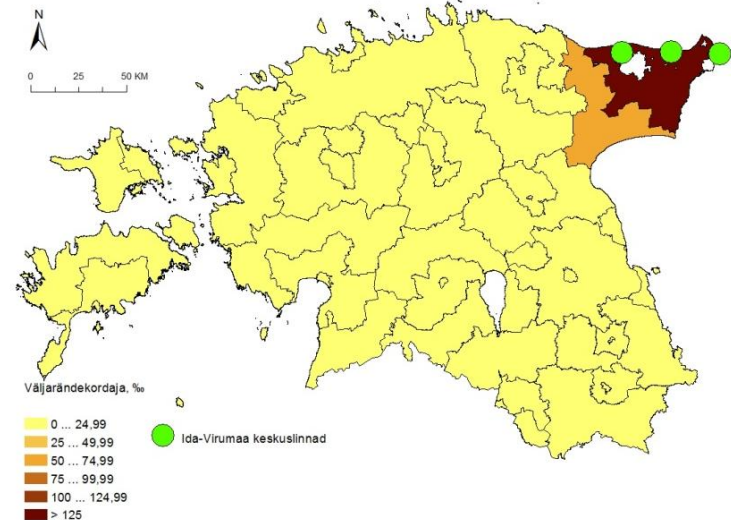 N
0 25 50 KM
Väljarändekordaja, ‰
0 ... 24,99
25 ... 49,99
50 ... 74,99
75 ... 99,99
100 ... 124,99
> 125
Ida-Virumaa keskuslinnad